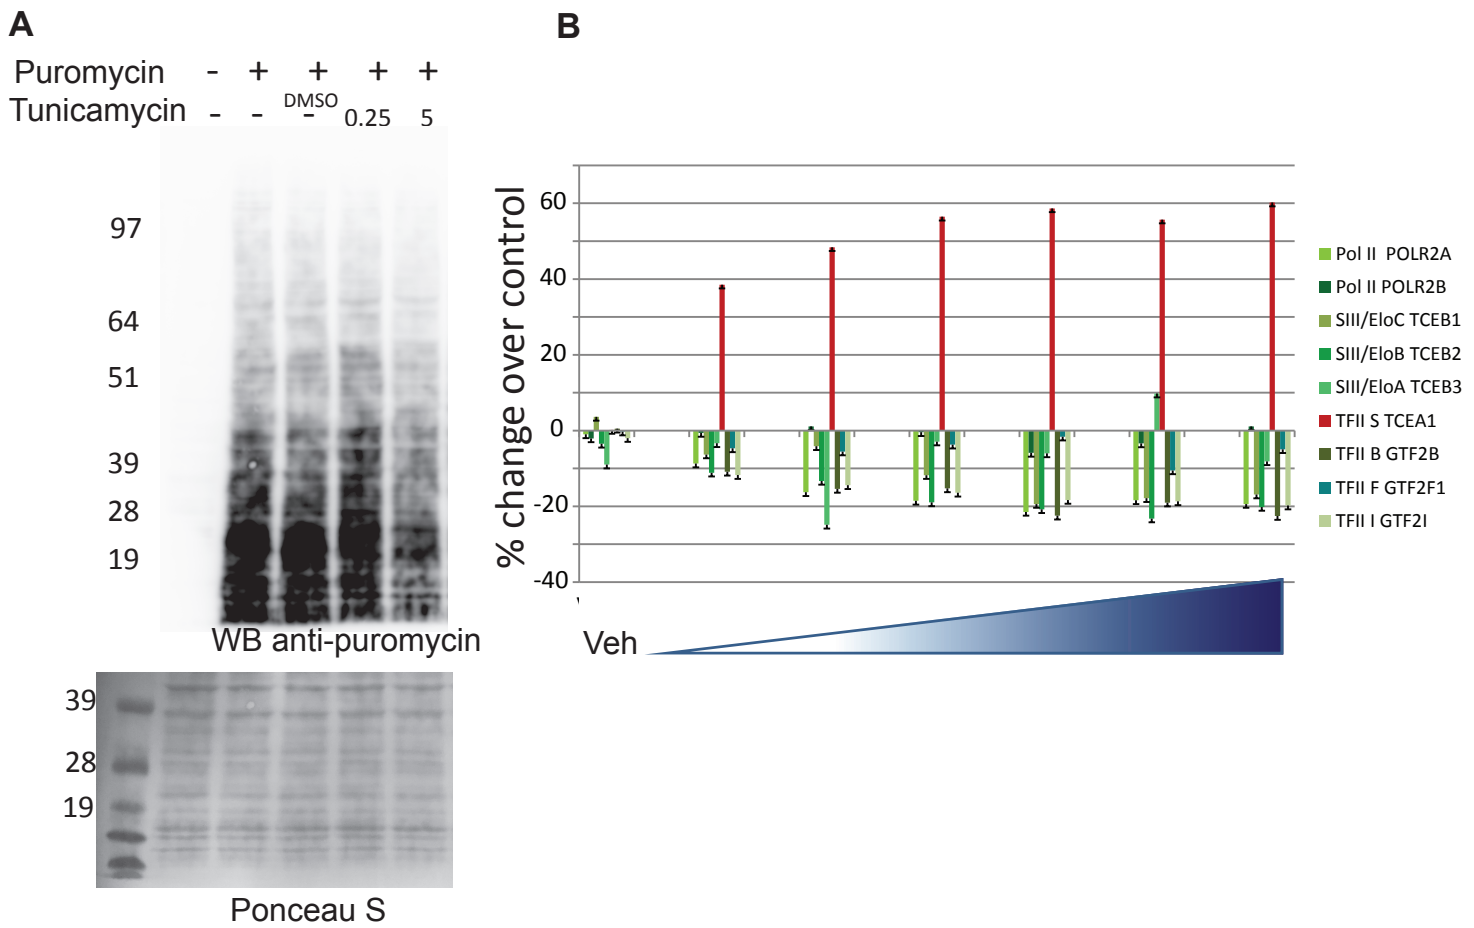 A
B
Puromycin - + + + +
Tunicamycin - - DMSO - 0.25 5
97
64
51
39
28
19
WB anti-puromycin
39
28
19
Ponceau S
% change over control
60
40
20
0
-20
-40
Veh
Pol II POLR2A
Pol II POLR2B
SIII/EloC TCEB1
SIII/EloB TCEB2
SIII/EloA TCEB3
TFII S TCEA1
TFII B GTF2B
TFII F GTF2F1
TFII I GTF2I